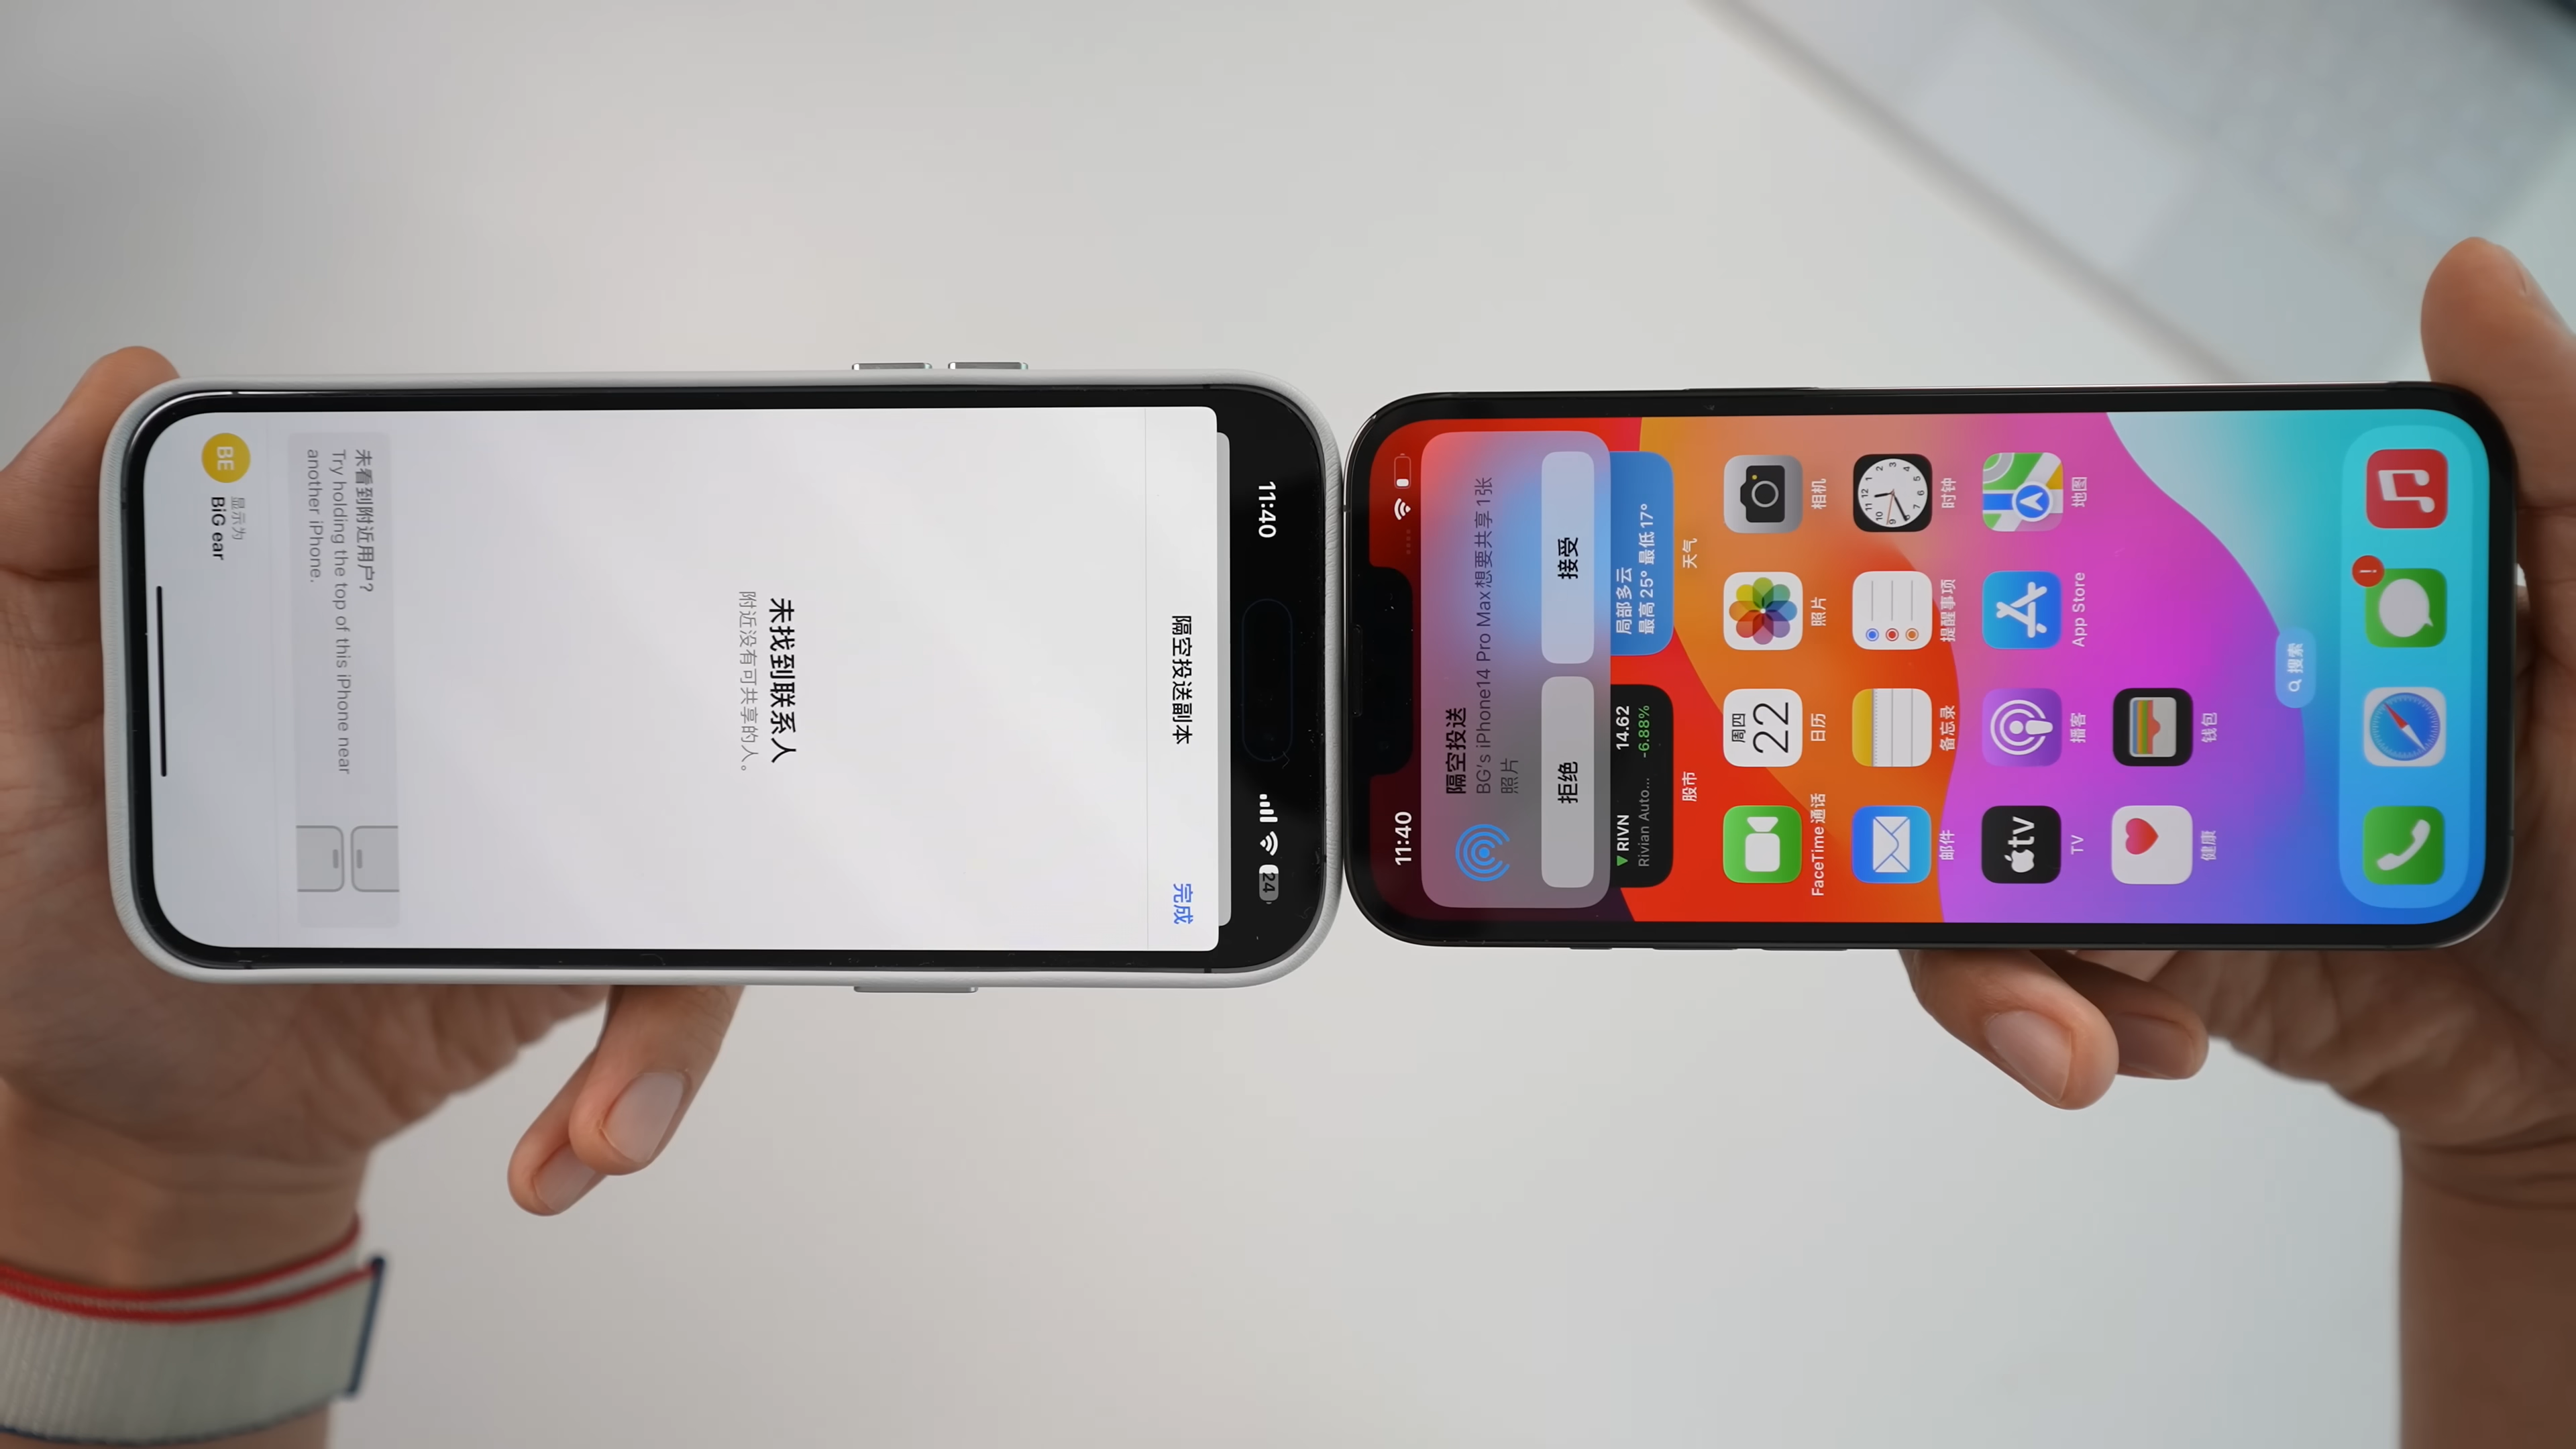 11:40
24
隔空投送副本
完成
未找到联系人
附近没有可共享的人。
未看到附近用户?
Try holding the top of this iPhone near
another iPhone.
BE
显示为
BiG ear
11:40
隔空投送
BG's iPhone14 Pro Max想要共享1张
照片
拒绝
接受
RIVN
14.62
Rivian Auto...
-6.88%
股市
局部多云
最高25° 最低17°
天气
FaceTime通话
周四
22
日历
照片
相机
邮件
备忘录
提醒事项
时钟
tv
TV
播客
App Store
地图
健康
钱包
搜索
!